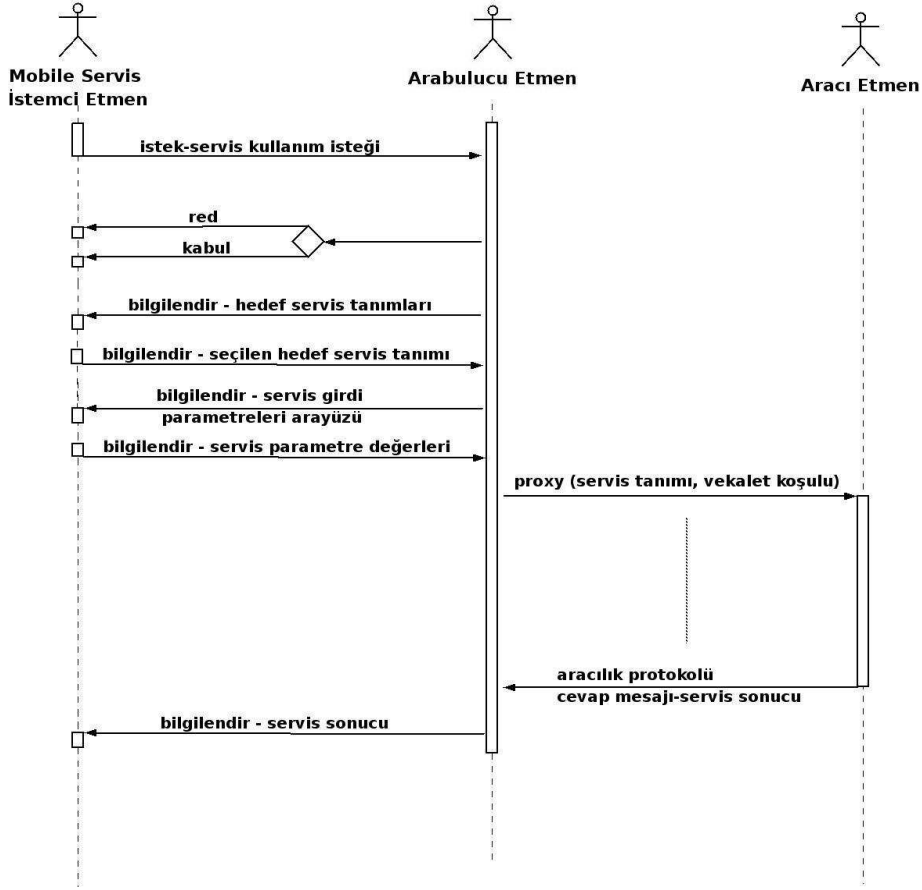 Mobile Servis
İstemci Etmen
Arabulucu Etmen
Aracı Etmen
istek-servis kullanım isteği
red
kabul
bilgilendir - hedef servis tanımları
bilgilendir - seçilen hedef servis tanımı
bilgilendir - servis girdi
parametreleri arayüzü
bilgilendir - servis parametre değerleri
proxy (servis tanımı, vekalet koşulu)
aracılık protokolü
cevap mesajı-servis sonucu
bilgilendir - servis sonucu